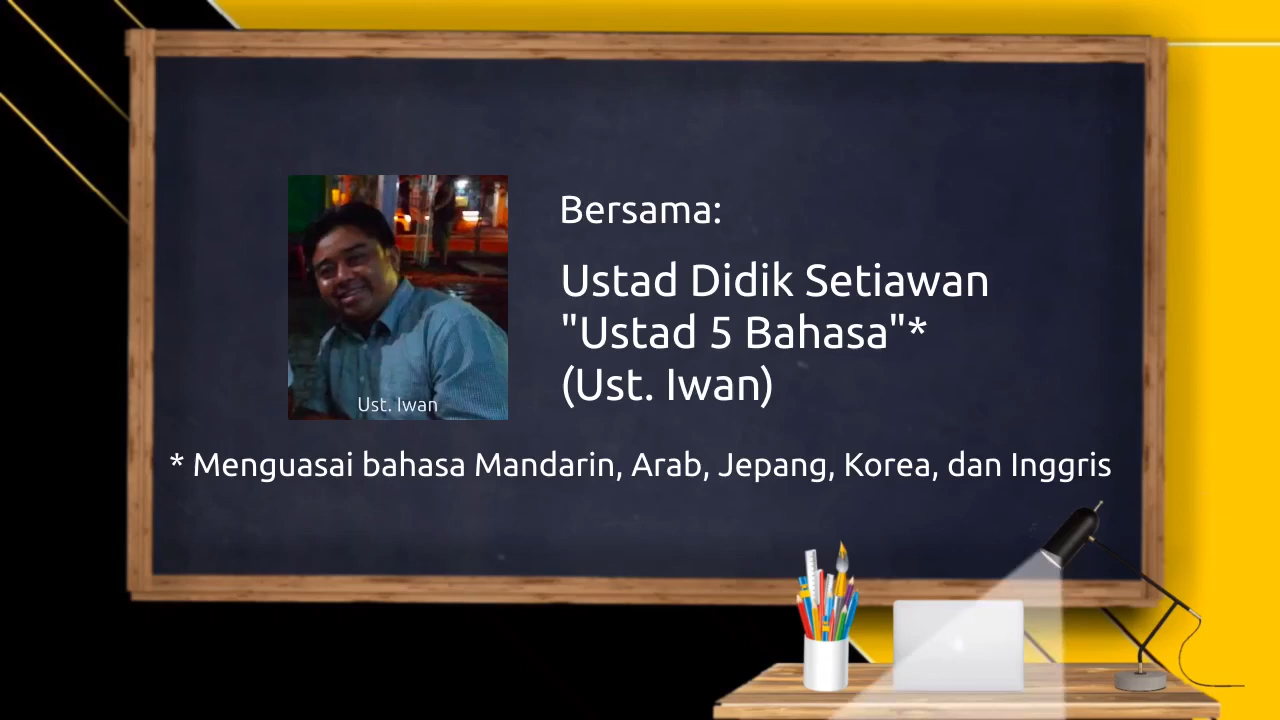 Bersama:
Ustad Didik Setiawan
"Ustad 5 Bahasa"*
(Ust. Iwan)
Ust. Iwan
* Menguasai bahasa Mandarin, Arab, Jepang, Korea, dan Inggris